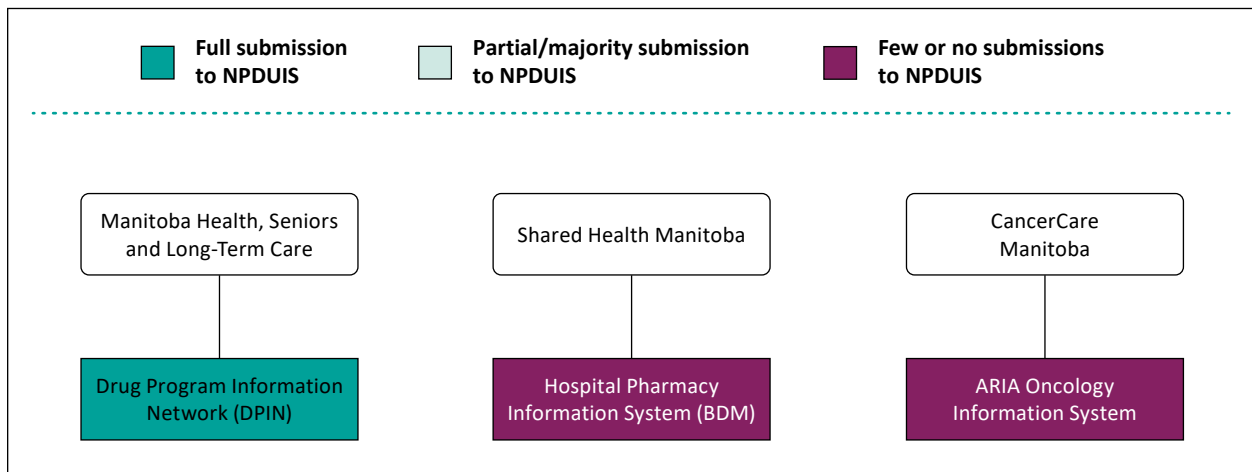 Full submission
to NPDUIS
Partial/majority submission
to NPDUIS
Few or no submissions
to NPDUIS
Manitoba Health, Seniors
and Long-Term Care
Shared Health Manitoba
CancerCare
Manitoba
Drug Program Information
Network (DPIN)
Hospital Pharmacy
Information System (BDM)
ARIA Oncology
Information System